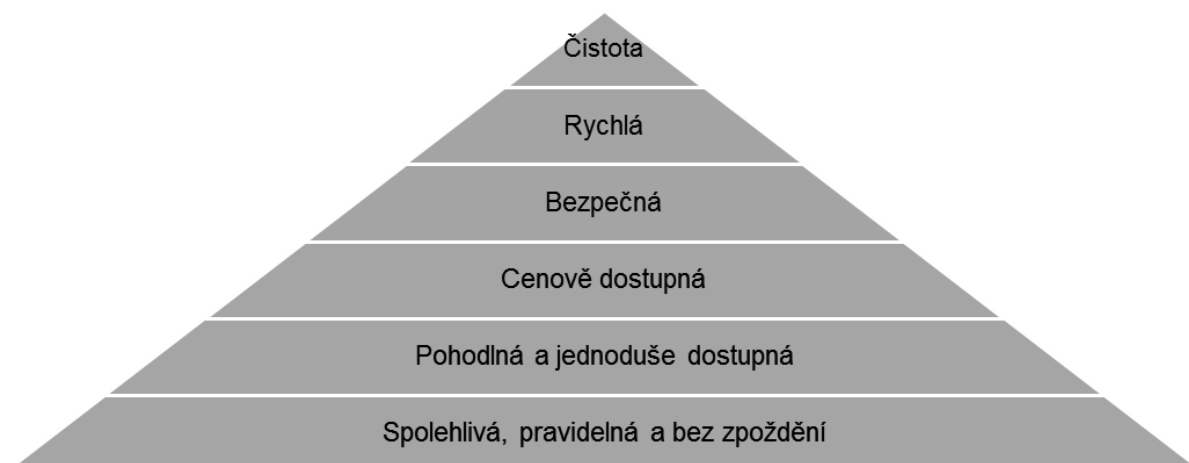 Čistota
Rychlá
Bezpečná
Cenově dostupná
Pohodlná a jednoduše dostupná
Spolehlivá, pravidelná a bez zpoždění